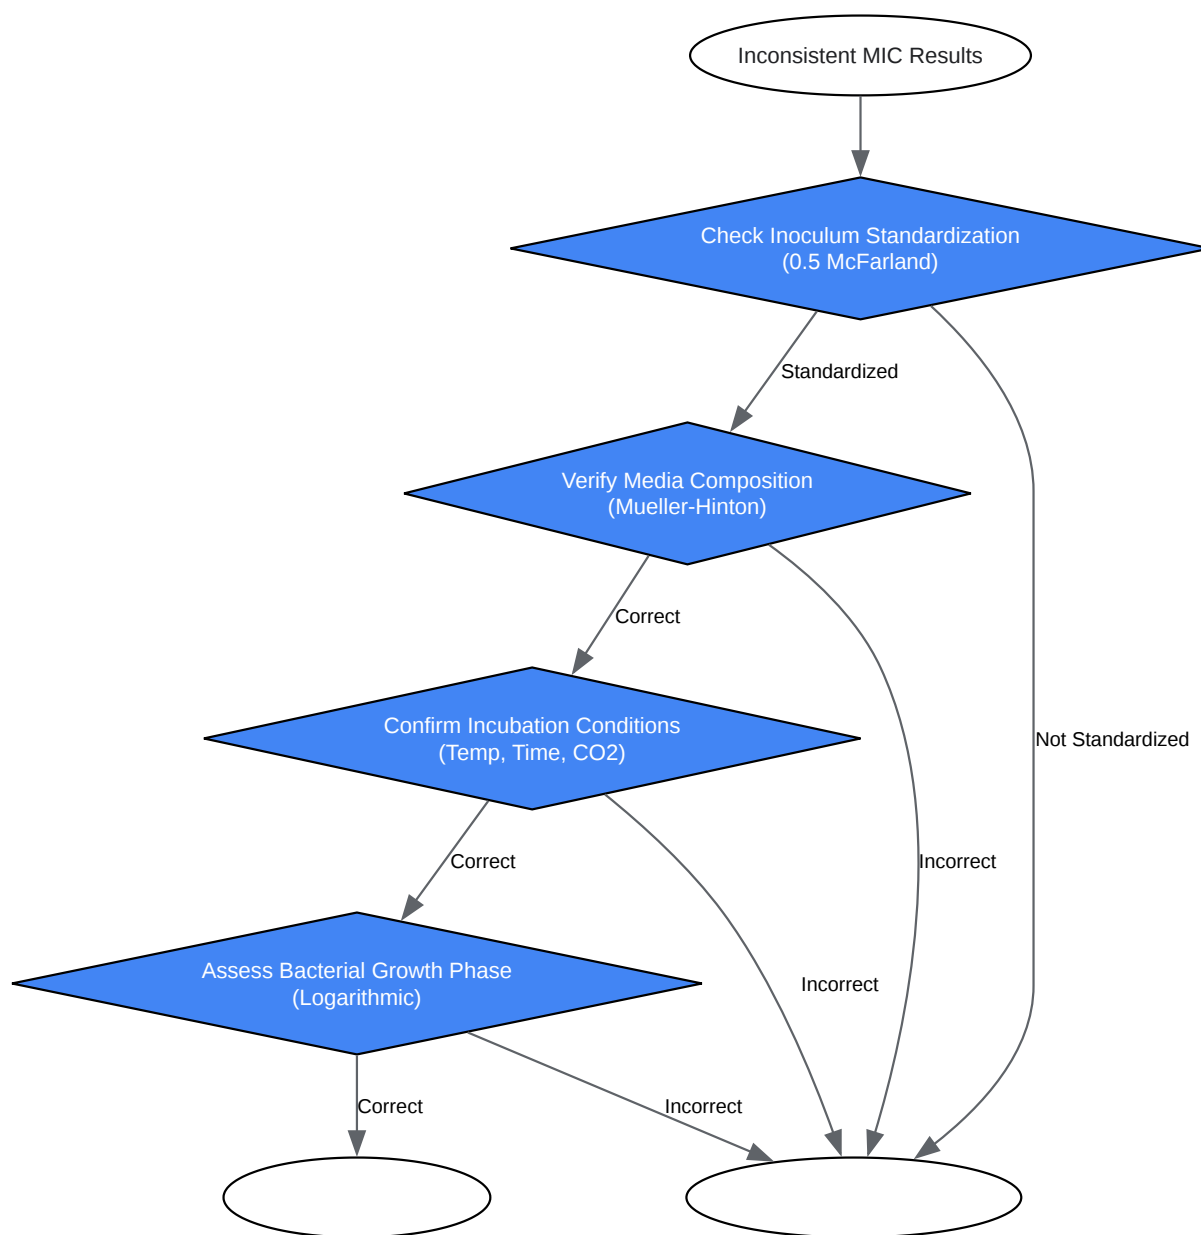 Inconsistent MIC Results
Check Inoculum Standardization
(0.5 McFarland)
Standardized
Verify Media Composition
(Mueller-Hinton)
Correct
Confirm Incubation Conditions
(Temp, Time, CO2)
Not Standardized
Correct
Incorrect
Assess Bacterial Growth Phase
(Logarithmic)
Incorrect
Correct
Incorrect